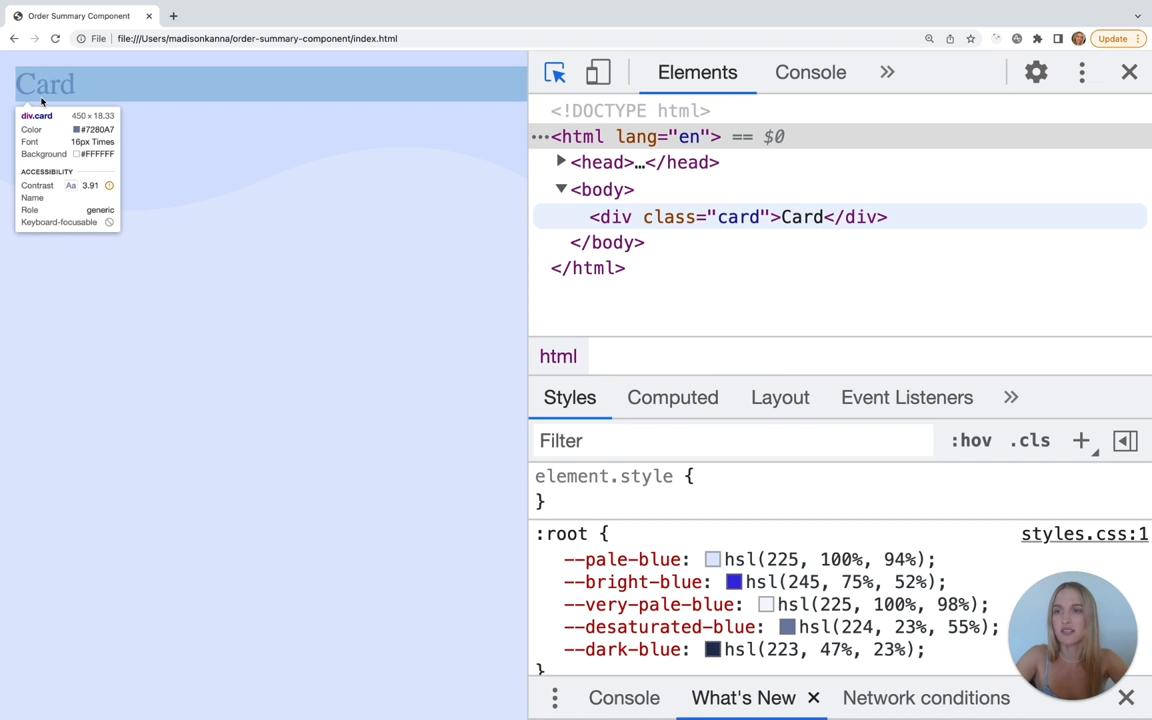 Order Summary Component
File file:///Users/madisonkanna/order-summary-component/index.html Update
Card
div.card 450 × 18.33
Color #7280A7
Font 16px Times
Background #FFFFFF
ACCESSIBILITY
Contrast Aa 3.91
Name
Role generic
Keyboard-focusable
Elements Console »
<!DOCTYPE html>
···<html lang="en"> == $0
<head>…</head>
<body>
<div class="card">Card</div>
</body>
</html>
html
Styles Computed Layout Event Listeners »
Filter :hov .cls +
element.style {
}
:root { styles.css:1
--pale-blue: hsl(225, 100%, 94%);
--bright-blue: hsl(245, 75%, 52%);
--very-pale-blue: hsl(225, 100%, 98%);
--desaturated-blue: hsl(224, 23%, 55%);
--dark-blue: hsl(223, 47%, 23%);
}
Console What's New × Network conditions